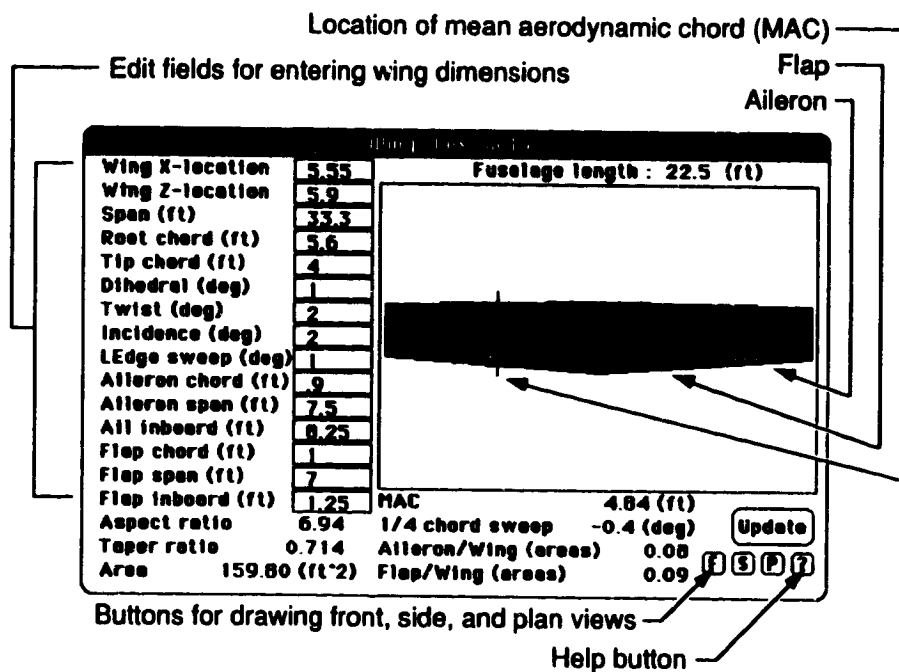 Location of mean aerodynamic chord (MAC)
Edit fields for entering wing dimensions
Flap
Aileron
Fuselage length : 22.5 (ft)
Wing X-location 5.55
Wing Z-location 5.9
Span (ft) 33.3
Root chord (ft) 5.6
Tip chord (ft) 4
Dihedral (deg) 1
Twist (deg) 2
Incidence (deg) 2
LEdge sweep (deg) 1
Aileron chord (ft) .9
Aileron span (ft) 7.5
Ail inboard (ft) 8.25
Flap chord (ft) 1
Flap span (ft) 7
Flap inboard (ft) 1.25
Aspect ratio 6.94
Taper ratio 0.714
Area 159.80 (ft^2)
MAC 4.84 (ft)
1/4 chord sweep -0.4 (deg)
Aileron/Wing (areas) 0.08
Flap/Wing (areas) 0.09
Update
F S P ?
Buttons for drawing front, side, and plan views
Help button